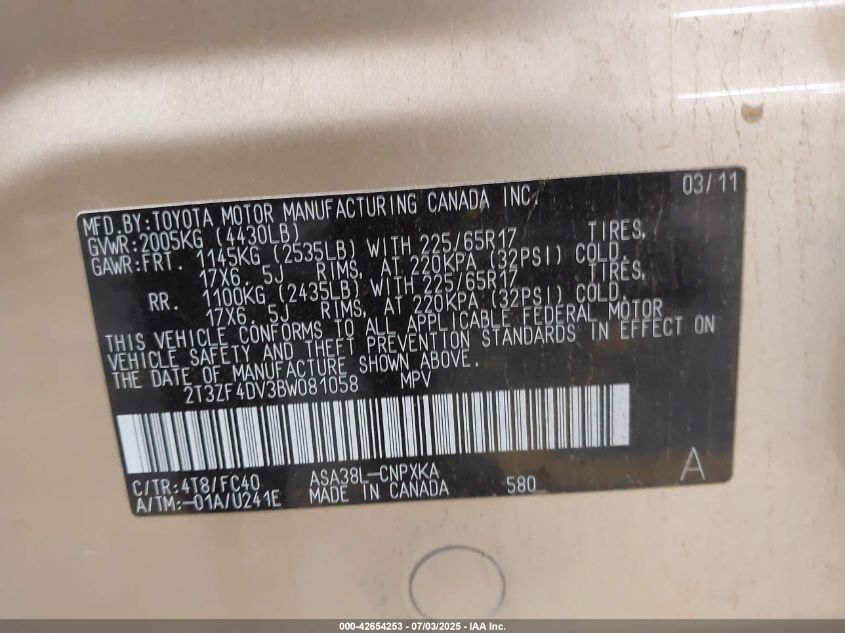 MFD.BY:TOYOTA MOTOR MANUFACTURING CANADA INC. 03/11
GVWR:2005KG (4430LB)
GAWR:FRT. 1145KG (2535LB) WITH 225/65R17 TIRES,
17X6.5J RIMS, AT 220KPA (32PSI) COLD.
RR. 1100KG (2435LB) WITH 225/65R17 TIRES,
17X6.5J RIMS, AT 220KPA (32PSI) COLD.
THIS VEHICLE CONFORMS TO ALL APPLICABLE FEDERAL MOTOR
VEHICLE SAFETY AND THEFT PREVENTION STANDARDS IN EFFECT ON
THE DATE OF MANUFACTURE SHOWN ABOVE.
2T3ZF4DV3BW081058 MPV
C/TR:4T8/FC40 ASA38L-CNPXKA A
A/TM:-01A/U241E MADE IN CANADA 580
000-42654253 - 07/03/2025 - IAA Inc.